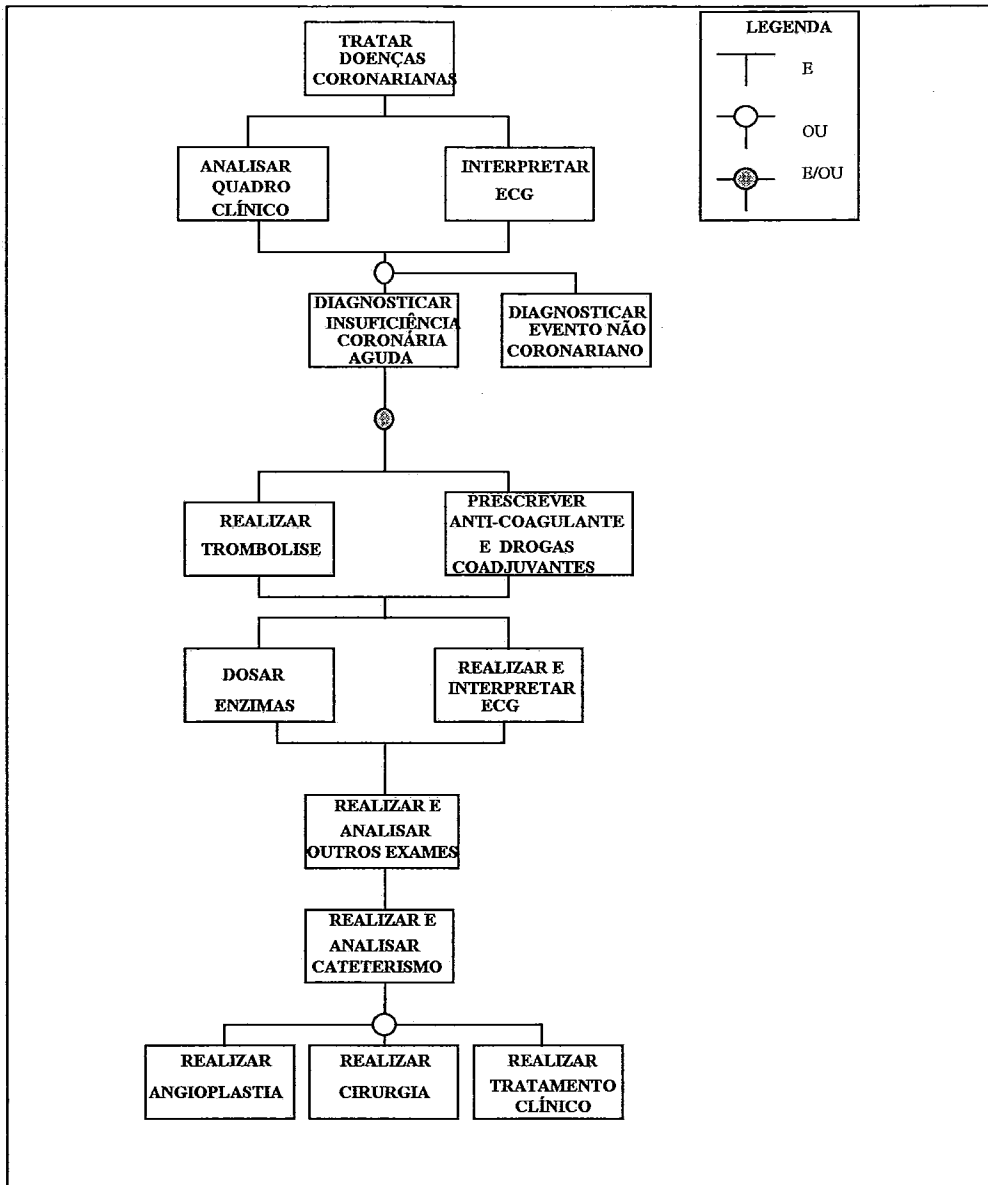 TRATAR
DOENÇAS
CORONARIANAS
LEGENDA
E
OU
E/OU
ANALISAR
QUADRO
CLÍNICO
INTERPRETAR
ECG
DIAGNOSTICAR
INSUFICIÊNCIA
CORONÁRIA
AGUDA
DIAGNOSTICAR
EVENTO NÃO
CORONARIANO
REALIZAR
TROMBOLISE
PRESCREVER
ANTI-COAGULANTE
E DROGAS
COADJUVANTES
DOSAR
ENZIMAS
REALIZAR E
INTERPRETAR
ECG
REALIZAR E
ANALISAR
OUTROS EXAMES
REALIZAR E
ANALISAR
CATETERISMO
REALIZAR
ANGIOPLASTIA
REALIZAR
CIRURGIA
REALIZAR
TRATAMENTO
CLÍNICO